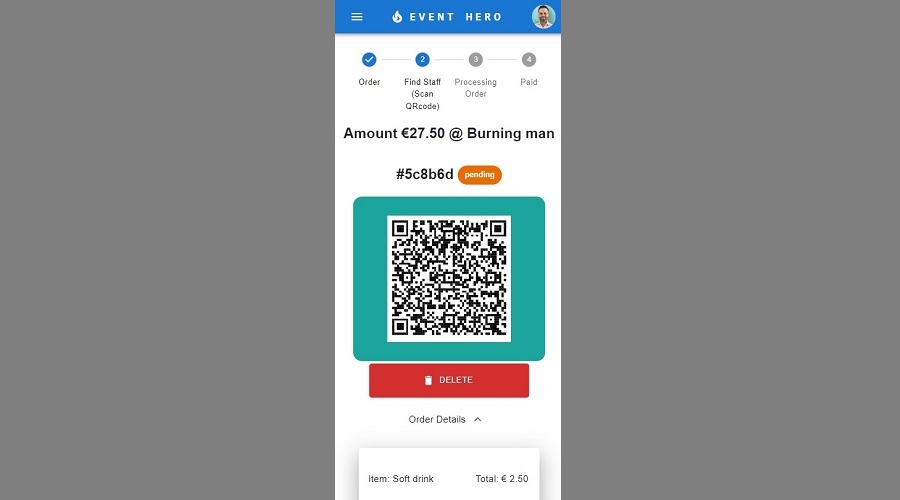 EVENT HERO
2 3 4
Order Find Staff Processing Paid
(Scan Order
QRcode)
Amount €27.50 @ Burning man
#5c8b6d pending
DELETE
Order Details
Item: Soft drink Total: € 2.50